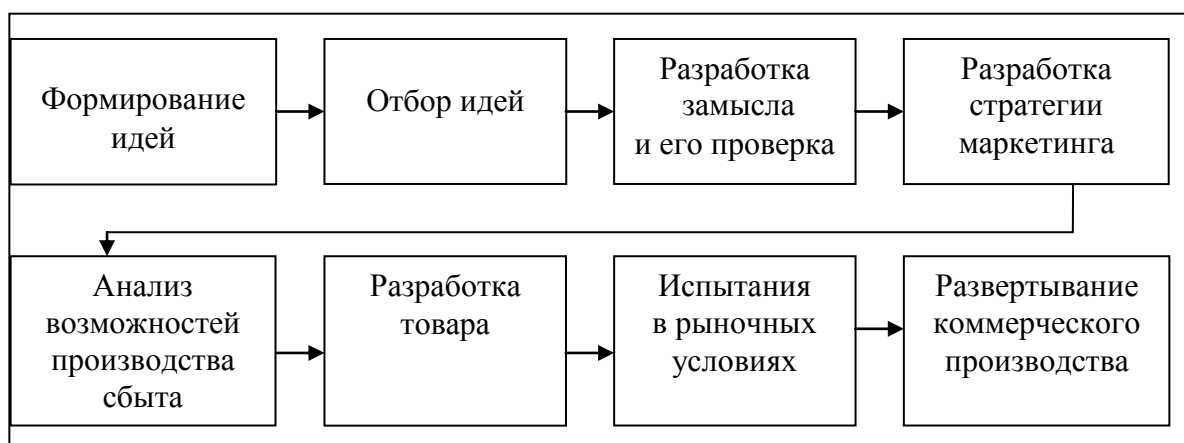 Формирование
идей
Отбор идей
Разработка
замысла
и его проверка
Разработка
стратегии
маркетинга
Анализ
возможностей
производства
сбыта
Разработка
товара
Испытания
в рыночных
условиях
Развертывание
коммерческого
производства